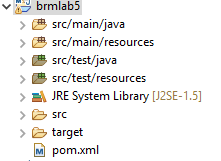 brmlab5
src/main/java
src/main/resources
src/test/java
src/test/resources
JRE System Library [J2SE-1.5]
src
target
pom.xml